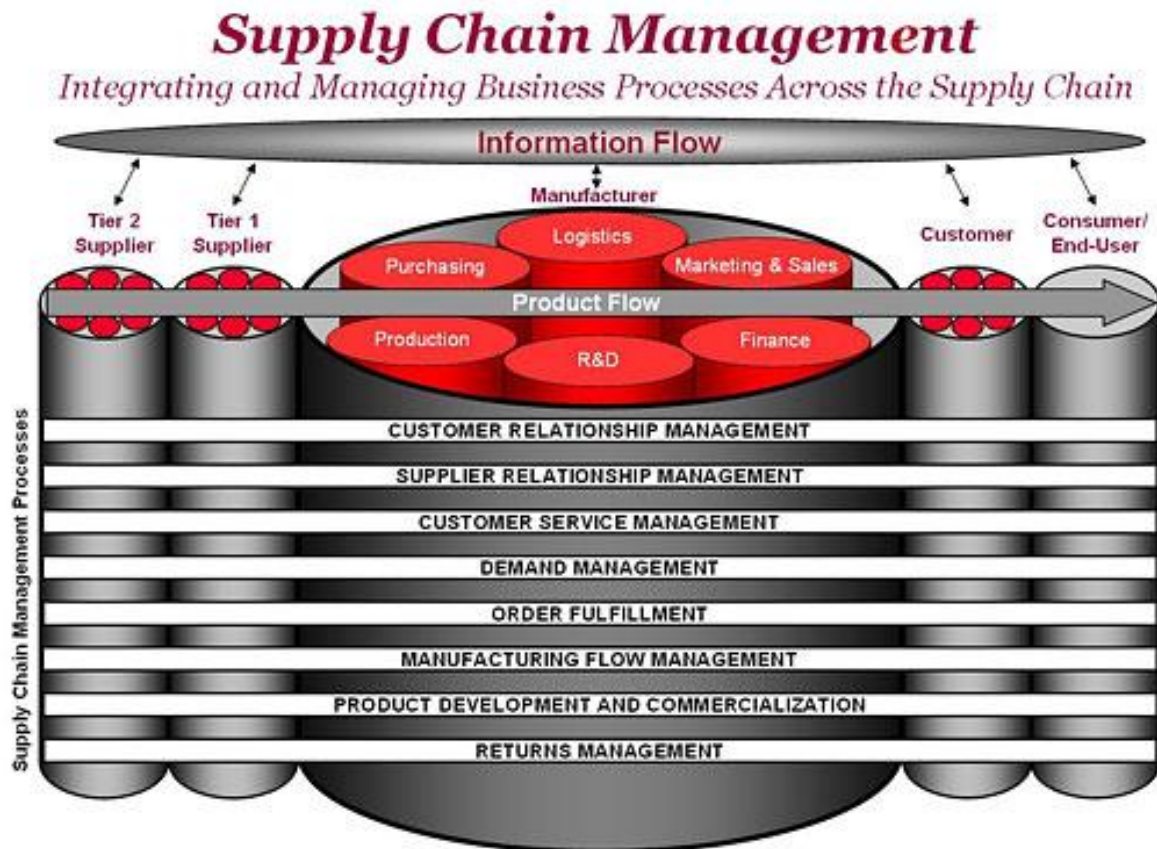 Supply Chain Management
Integrating and Managing Business Processes Across the Supply Chain
Information Flow
Tier 2
Supplier
Tier 1
Supplier
Manufacturer
Customer
Consumer/
End-User
Logistics
Purchasing
Marketing & Sales
Product Flow
Production
R&D
Finance
Supply Chain Management Processes
CUSTOMER RELATIONSHIP MANAGEMENT
SUPPLIER RELATIONSHIP MANAGEMENT
CUSTOMER SERVICE MANAGEMENT
DEMAND MANAGEMENT
ORDER FULFILLMENT
MANUFACTURING FLOW MANAGEMENT
PRODUCT DEVELOPMENT AND COMMERCIALIZATION
RETURNS MANAGEMENT